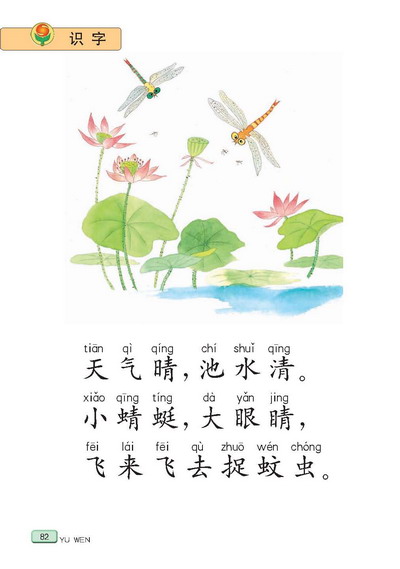 识字
tiān qì qíng chí shuǐ qīng
天气晴，池水清。
xiǎo qīng tíng dà yǎn jing
小蜻蜓，大眼睛，
fēi lái fēi qù zhuō wén chóng
飞来飞去捉蚊虫。
82 YU WEN